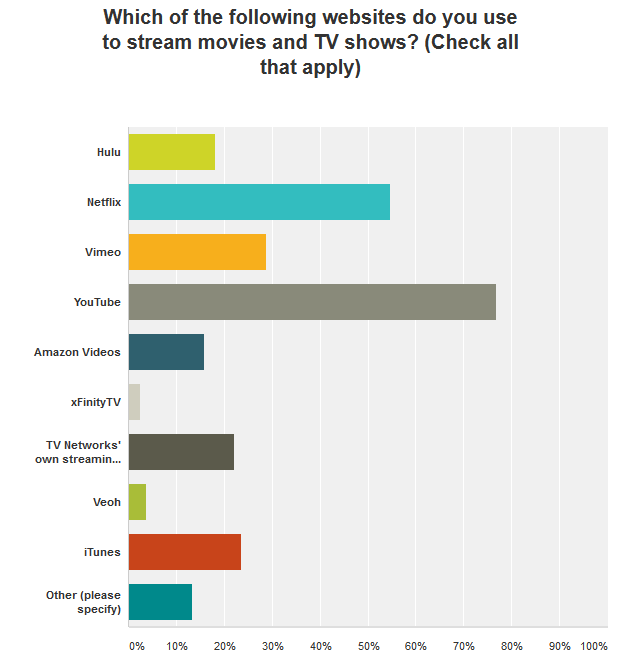 Which of the following websites do you use
to stream movies and TV shows? (Check all
that apply)
Hulu
Netflix
Vimeo
YouTube
Amazon Videos
xFinityTV
TV Networks'
own streamin...
Veoh
iTunes
Other (please
specify)
0% 10% 20% 30% 40% 50% 60% 70% 80% 90% 100%